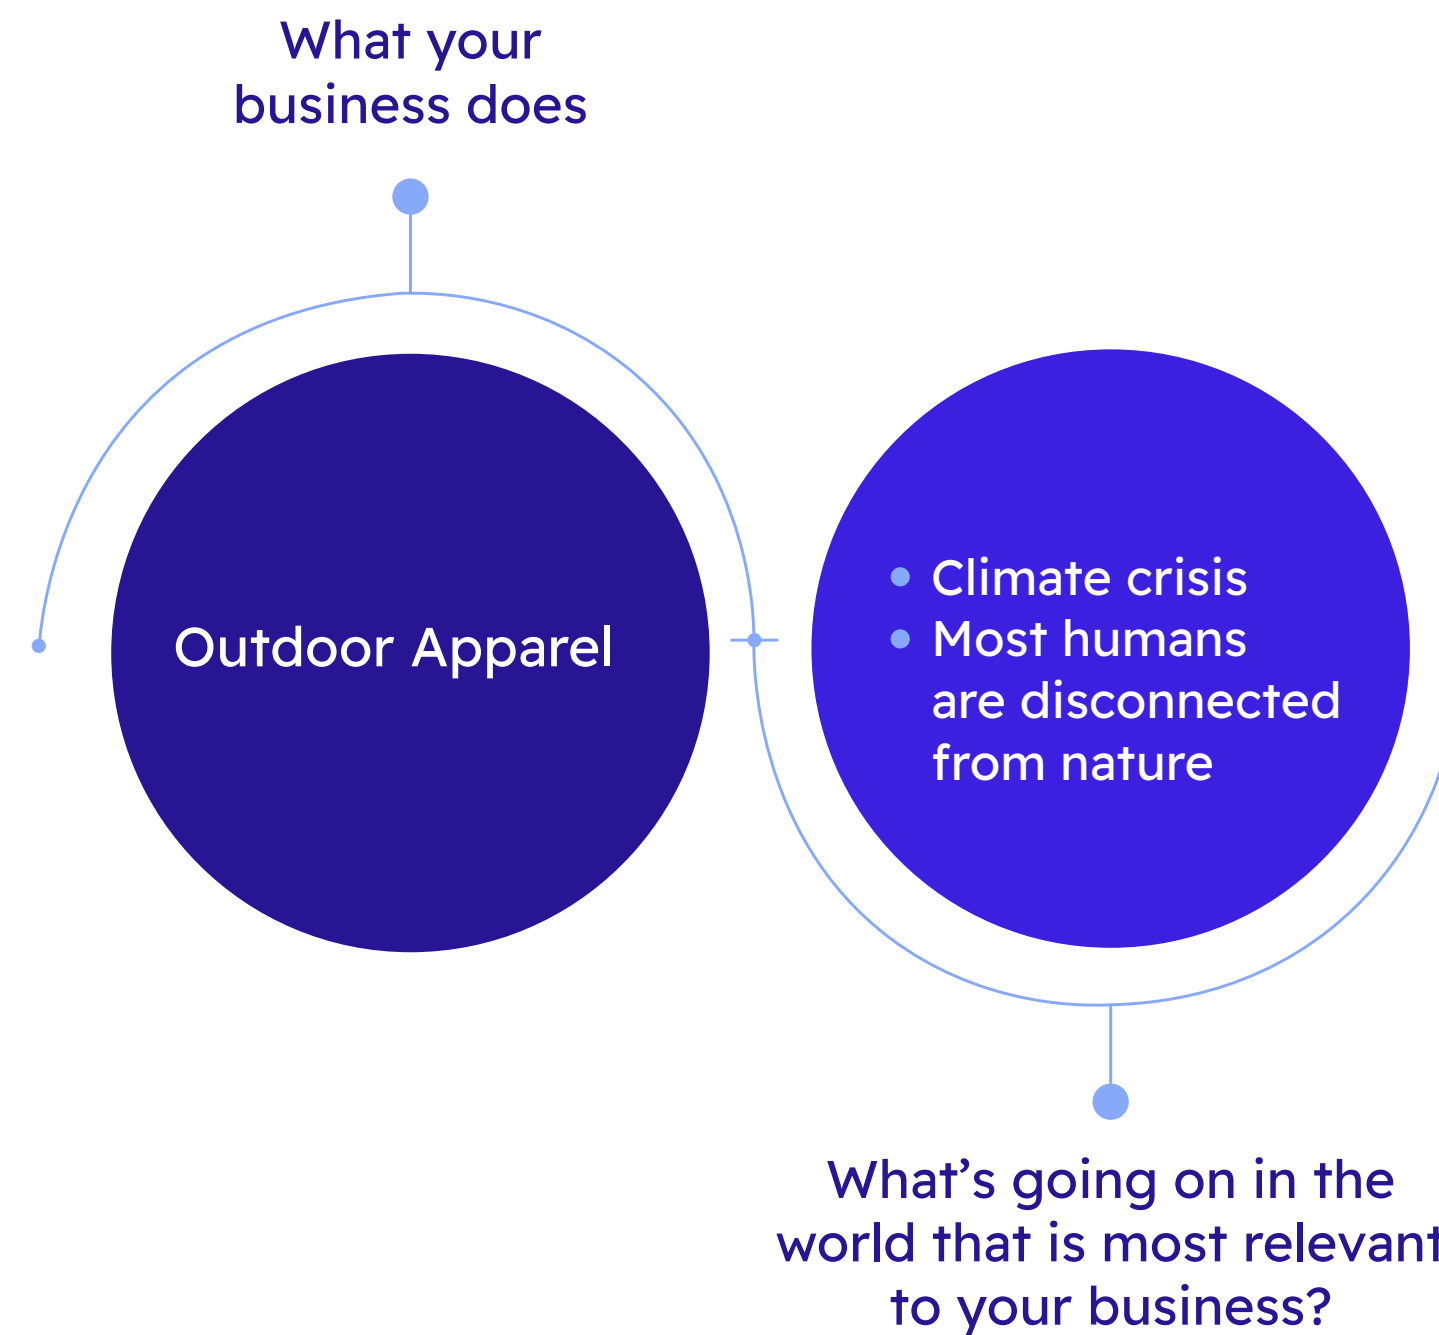 What your
business does
Outdoor Apparel
Climate crisis
Most humans
are disconnected
from nature
What’s going on in the
world that is most relevant
to your business?